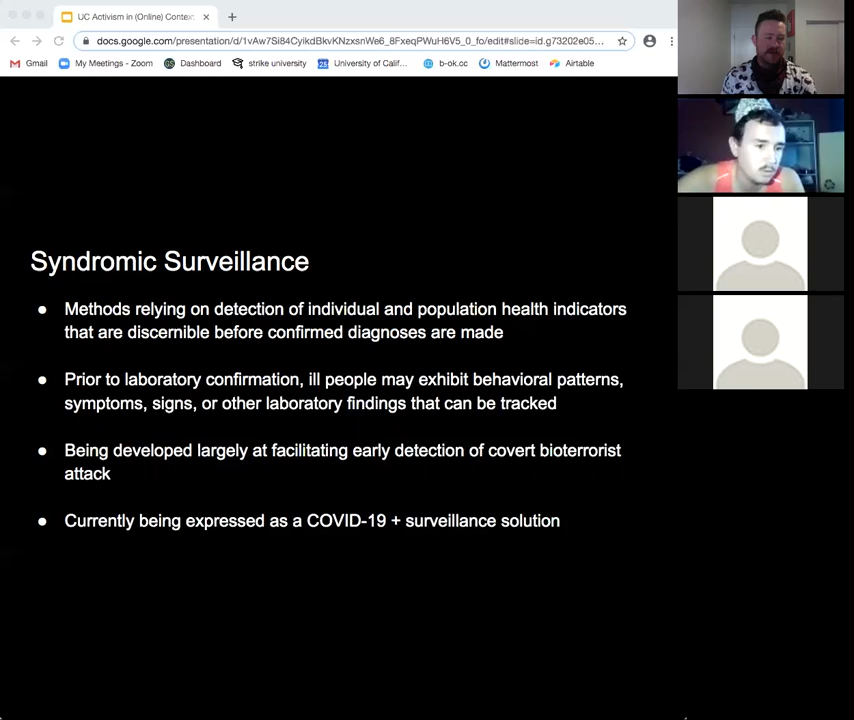 UC Activism in (Online) Contex
docs.google.com/presentation/d/1vAw7Si84CyikdBkvKNzxsnWe6_8FxeqPWuH6V5_0_fo/edit#slide=id.g73202e05...
Gmail My Meetings - Zoom Dashboard strike university 25 University of Calif... b-ok.cc Mattermost Airtable
Syndromic Surveillance
● Methods relying on detection of individual and population health indicators
that are discernible before confirmed diagnoses are made
● Prior to laboratory confirmation, ill people may exhibit behavioral patterns,
symptoms, signs, or other laboratory findings that can be tracked
● Being developed largely at facilitating early detection of covert bioterrorist
attack
● Currently being expressed as a COVID-19 + surveillance solution